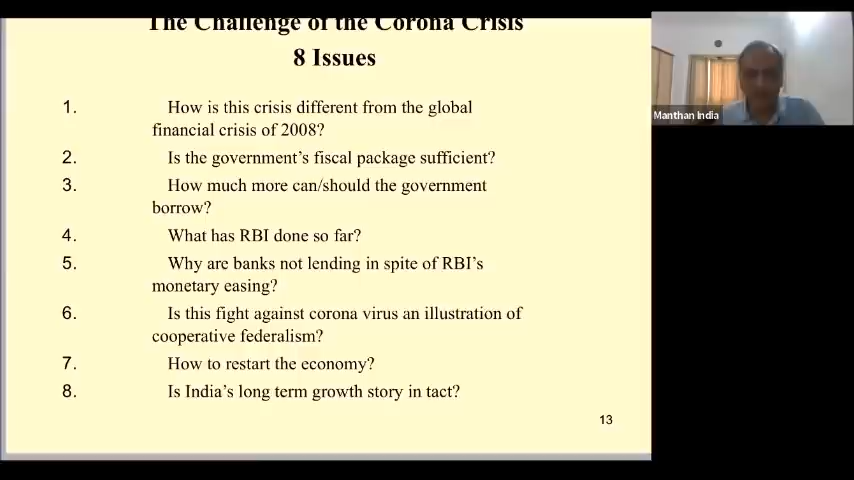 The Challenge of the Corona Crisis
8 Issues
1. How is this crisis different from the global
financial crisis of 2008?
2. Is the government's fiscal package sufficient?
3. How much more can/should the government
borrow?
4. What has RBI done so far?
5. Why are banks not lending in spite of RBI's
monetary easing?
6. Is this fight against corona virus an illustration of
cooperative federalism?
7. How to restart the economy?
8. Is India's long term growth story in tact?
13
Manthan India